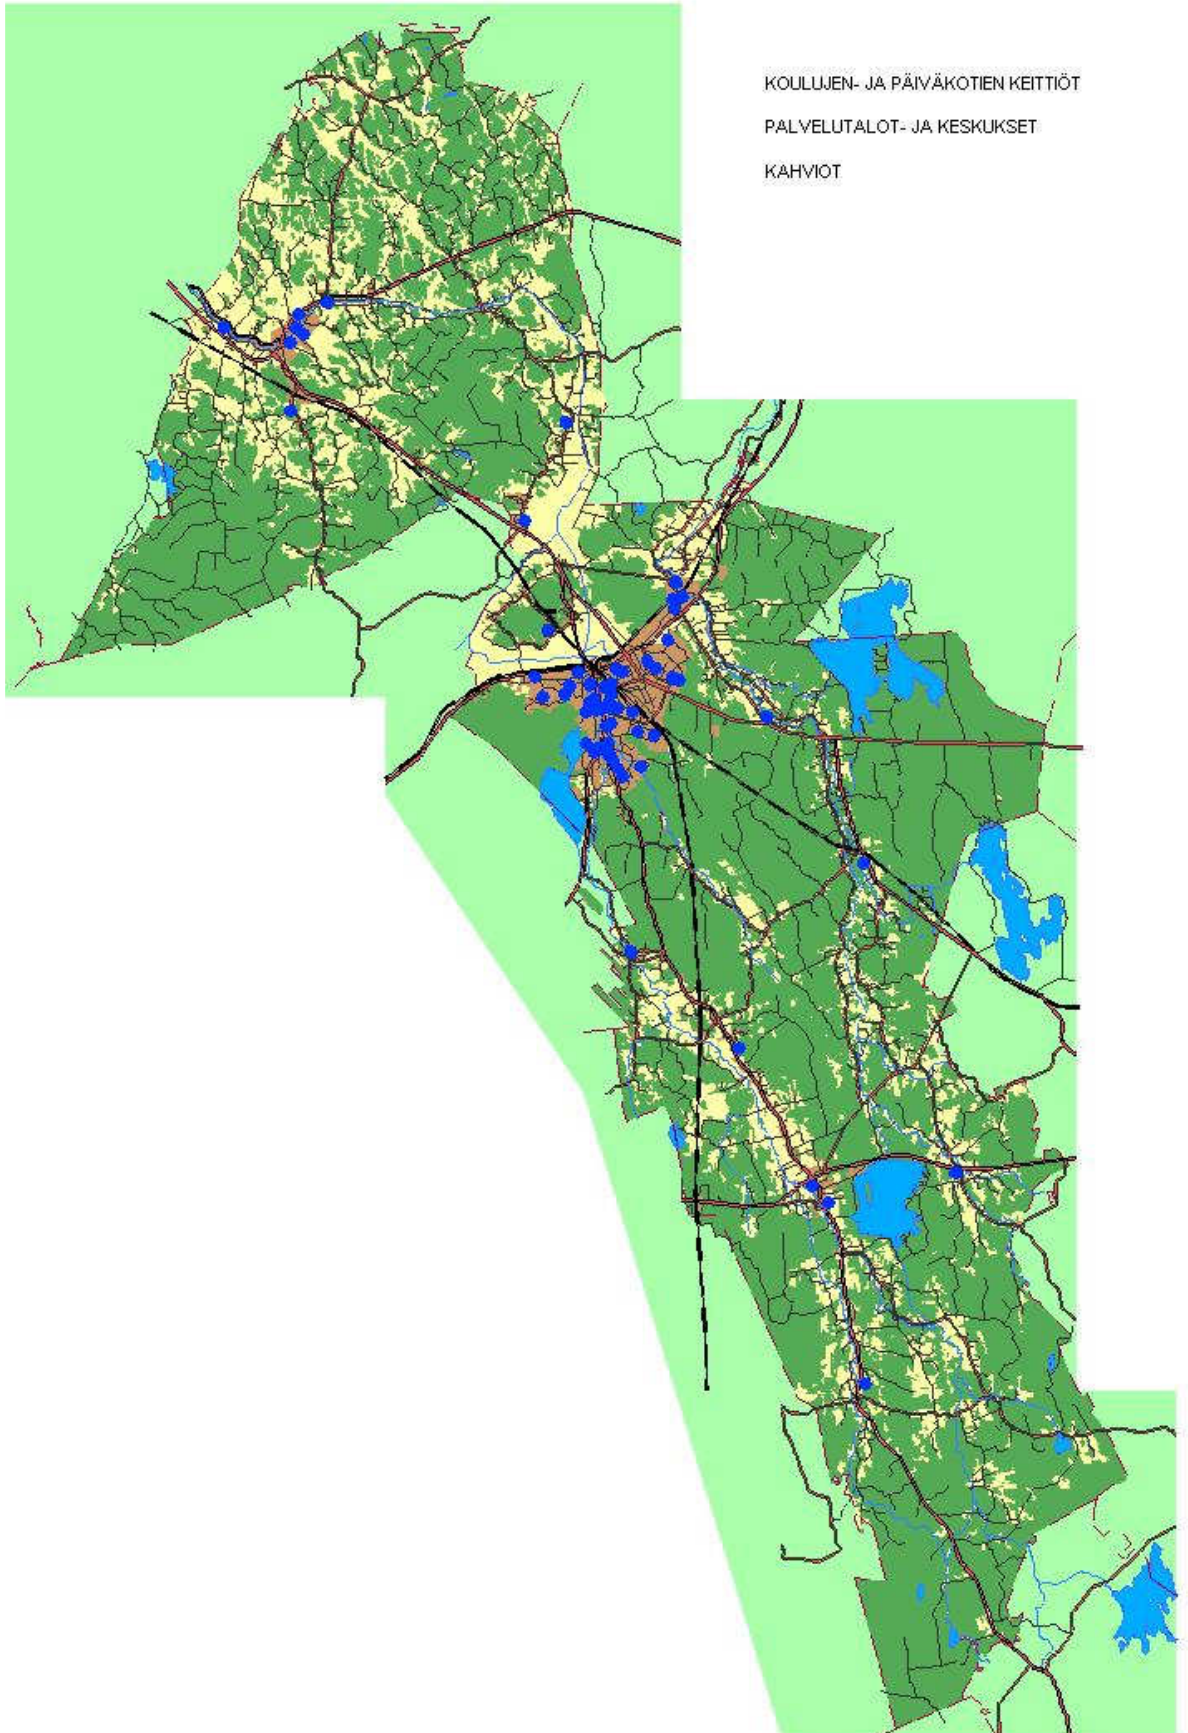 KOULUJEN- JA PÄIVÄKOTIEN KEITTIÖT
PALVELUTALOT- JA KESKUKSET
KAHVIOT